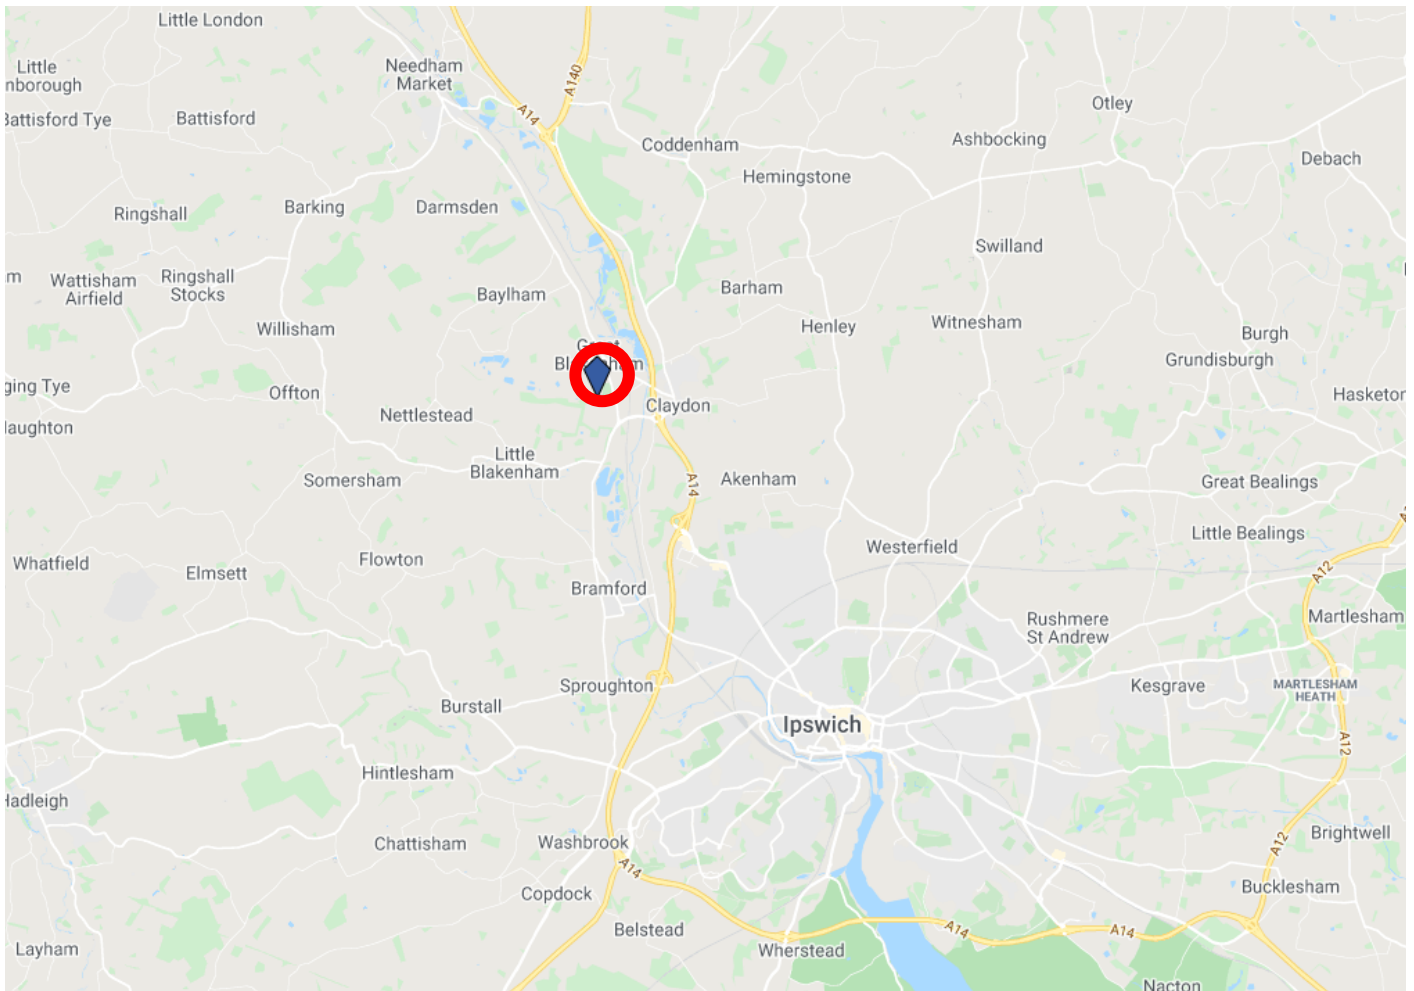 Little London
Needham
Market
A140
Little
nborough
A14
Otley
Battisford Tye
Battisford
Ashbocking
Coddenham
Debach
Hemingstone
Ringshall
Barking
Darmsden
Swilland
m
Wattisham
Airfield
Ringshall
Stocks
Baylham
Barham
Willisham
Henley
Witnesham
Burgh
Grundisburgh
ging Tye
Offton
Hasketon
Claydon
Nettlestead
laughton
Little
Blakenham
Somersham
A14
Akenham
Great Bealings
Little Bealings
Westerfield
Whatfield
Elmsett
Flowton
A12
Bramford
Martlesham
Rushmere
St Andrew
Sproughton
Kesgrave
MARTLESHAM
HEATH
Burstall
Ipswich
A12
Hintlesham
Hadleigh
Chattisham
Washbrook
A12
Brightwell
A14
Copdock
Bucklesham
Belstead
A14
A14
Layham
Wherstead
Nacton